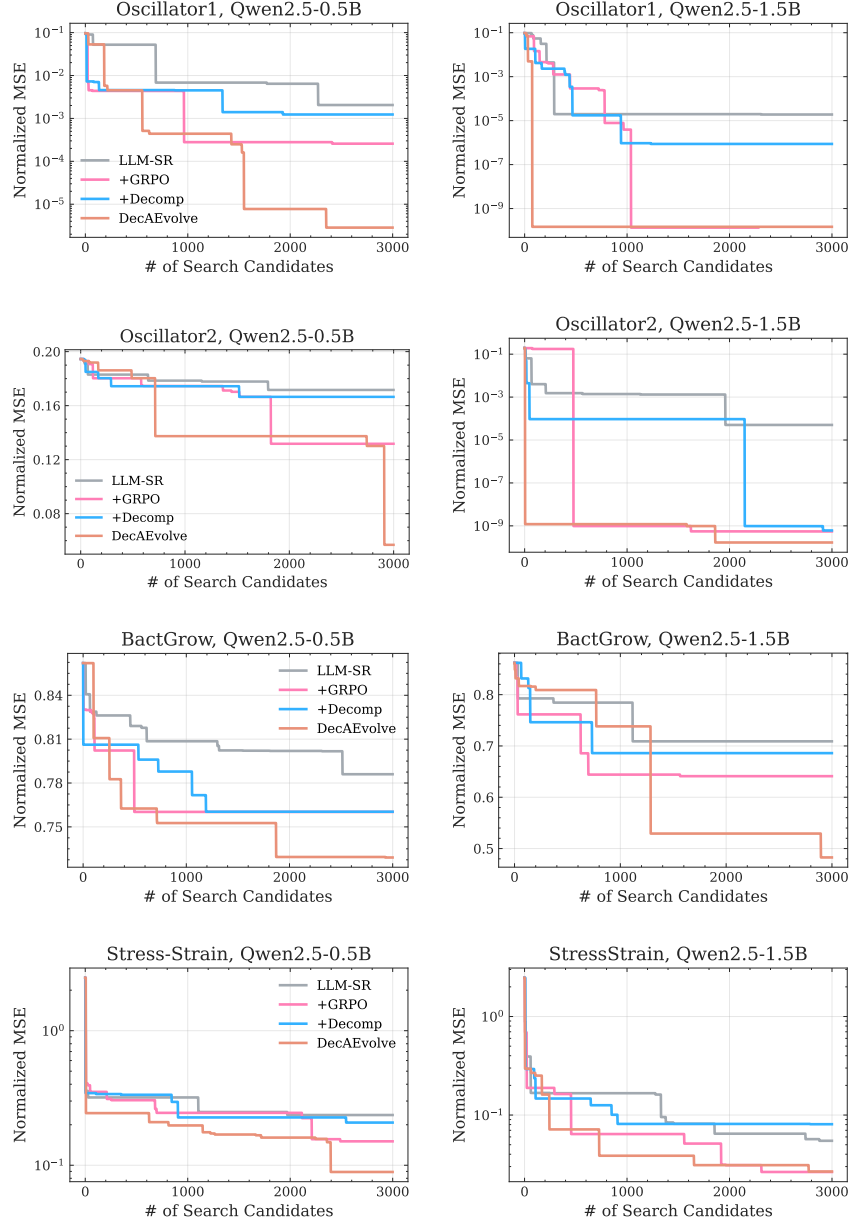 Oscillator1, Qwen2.5-0.5B
Normalized MSE
10⁻¹
10⁻²
10⁻³
10⁻⁴
10⁻⁵
LLM-SR
+GRPO
+Decomp
DecAEvolve
0 1000 2000 3000
# of Search Candidates
Oscillator1, Qwen2.5-1.5B
Normalized MSE
10⁻¹
10⁻³
10⁻⁵
10⁻⁷
10⁻⁹
0 1000 2000 3000
# of Search Candidates
Oscillator2, Qwen2.5-0.5B
Normalized MSE
0.20
0.16
0.12
0.08
LLM-SR
+GRPO
+Decomp
DecAEvolve
0 1000 2000 3000
# of Search Candidates
Oscillator2, Qwen2.5-1.5B
Normalized MSE
10⁻¹
10⁻³
10⁻⁵
10⁻⁷
10⁻⁹
0 1000 2000 3000
# of Search Candidates
BactGrow, Qwen2.5-0.5B
Normalized MSE
0.84
0.81
0.78
0.75
LLM-SR
+GRPO
+Decomp
DecAEvolve
0 1000 2000 3000
# of Search Candidates
BactGrow, Qwen2.5-1.5B
Normalized MSE
0.8
0.7
0.6
0.5
0 1000 2000 3000
# of Search Candidates
Stress-Strain, Qwen2.5-0.5B
Normalized MSE
10⁰
10⁻¹
LLM-SR
+GRPO
+Decomp
DecAEvolve
0 1000 2000 3000
# of Search Candidates
StressStrain, Qwen2.5-1.5B
Normalized MSE
10⁰
10⁻¹
0 1000 2000 3000
# of Search Candidates